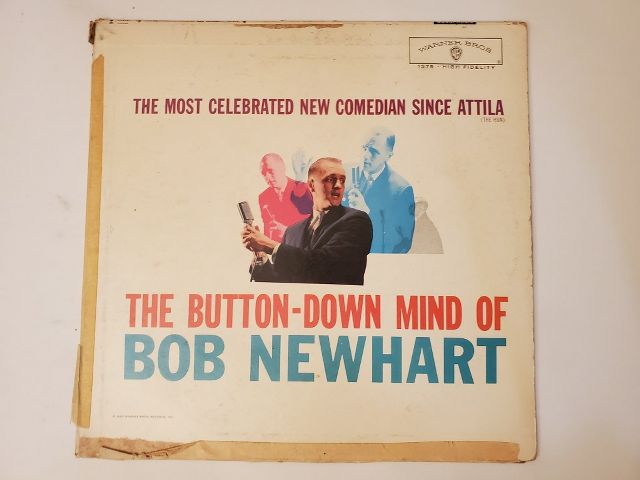 WARNER BROS
1379 - HIGH FIDELITY
THE MOST CELEBRATED NEW COMEDIAN SINCE ATTILA
(THE HUN)
THE BUTTON-DOWN MIND OF
BOB NEWHART